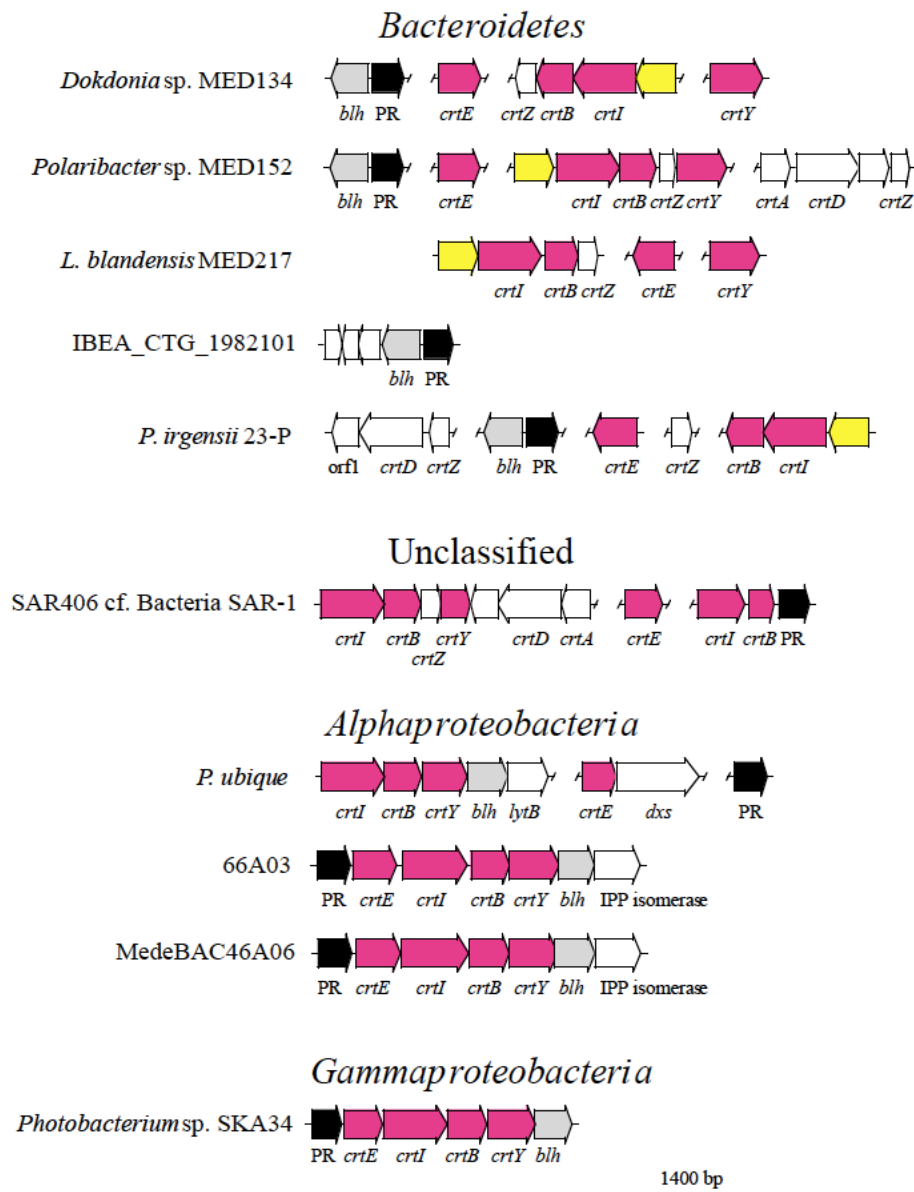 Bacteroidetes
Dokdonia sp. MED134
blh PR crtE crtZ crtB crtI crtY
Polaribacter sp. MED152
blh PR crtE crtI crtB crtZ crtY crtA crtD crtZ
L. blandensis MED217
crtI crtB crtZ crtE crtY
IBEA_CTG_1982101
blh PR
P. irgensii 23-P
orf1 crtD crtZ blh PR crtE crtZ crtB crtI
Unclassified
SAR406 cf. Bacteria SAR-1
crtI crtB crtY crtD crtA crtE crtI crtB PR
crtZ
Alphaproteobacteria
P. ubique
crtI crtB crtY blh lytB crtE dxs PR
66A03
PR crtE crtI crtB crtY blh IPP isomerase
MedeBAC46A06
PR crtE crtI crtB crtY blh IPP isomerase
Gammaproteobacteria
Photobacterium sp. SKA34
PR crtE crtI crtB crtY blh
1400 bp